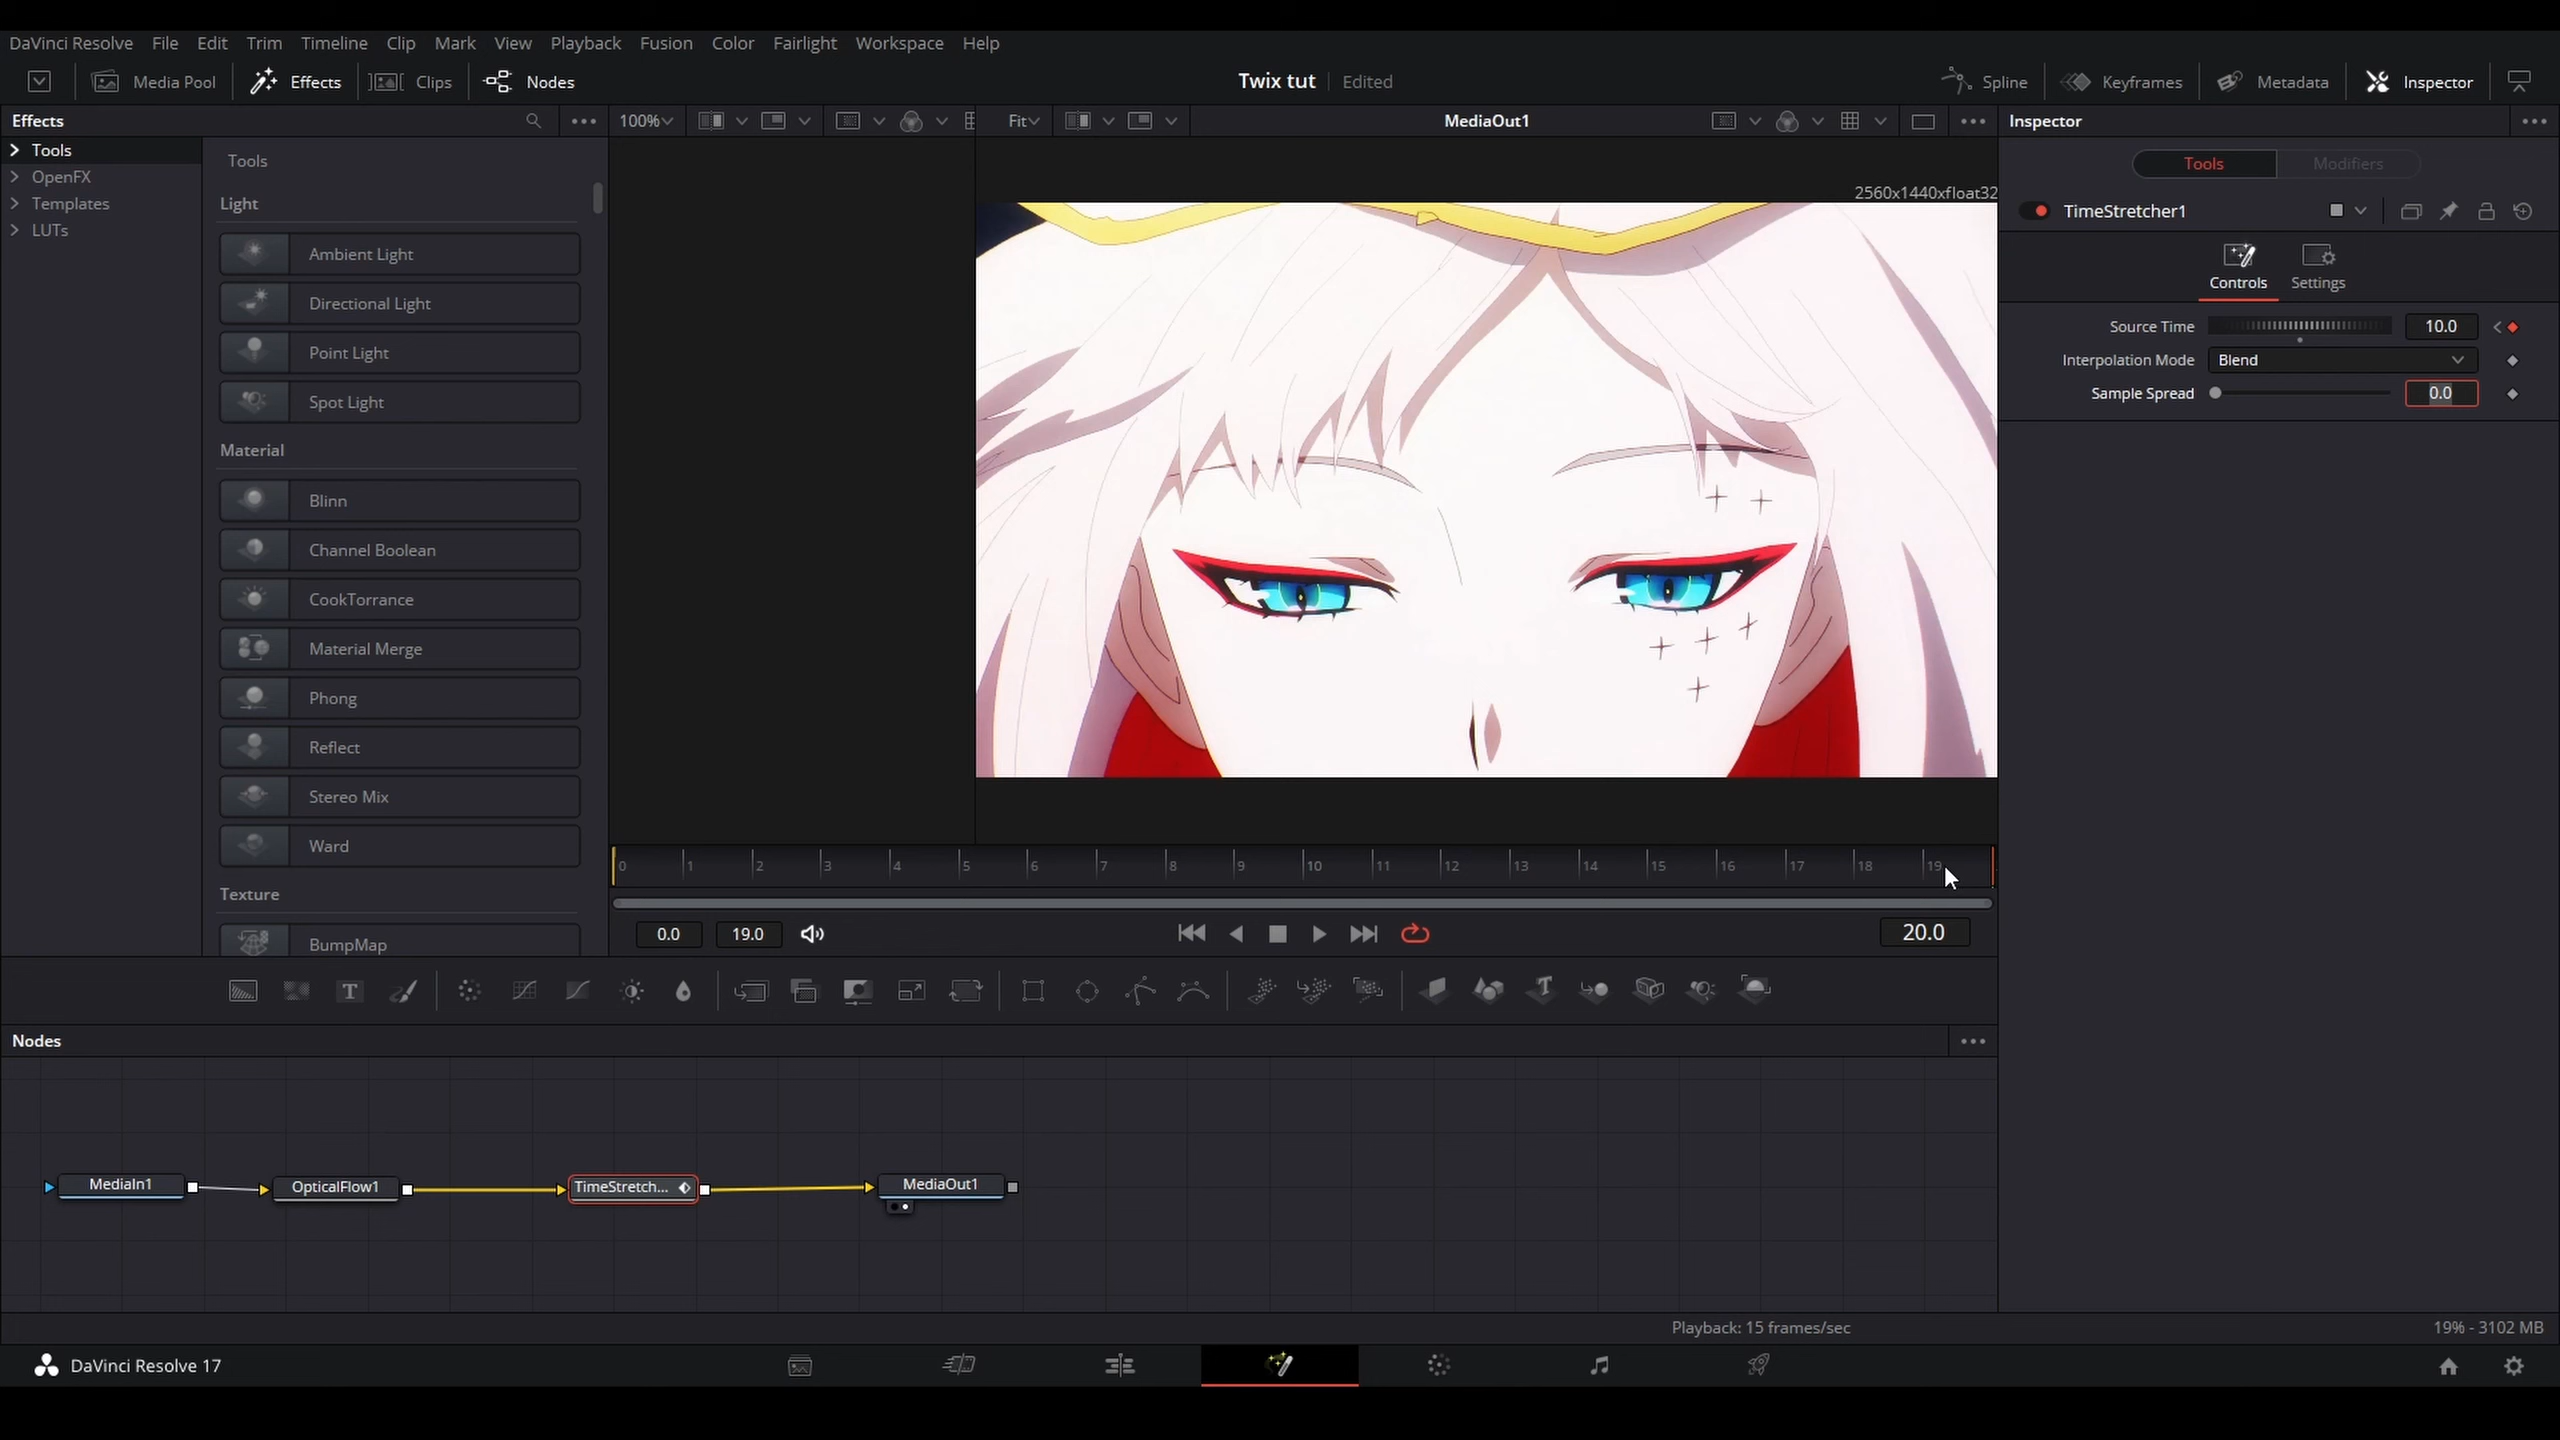 DaVinci Resolve File Edit Trim Timeline Clip Mark View Playback Fusion Color Fairlight Workspace Help
Media Pool Effects Clips Nodes Twix tut Edited Spline Keyframes Metadata Inspector
Effects 100% Fit MediaOut1 Inspector
Tools
OpenFX
Templates
LUTs
Tools
Light
Ambient Light
Directional Light
Point Light
Spot Light
Material
Blinn
Channel Boolean
CookTorrance
Material Merge
Phong
Reflect
Stereo Mix
Ward
Texture
BumpMap
2560x1440xfloat32
0 1 2 3 4 5 6 7 8 9 10 11 12 13 14 15 16 17 18 19
0.0 19.0 20.0
Tools Modifiers
TimeStretcher1
Controls Settings
Source Time 10.0
Interpolation Mode Blend
Sample Spread 0.0
T
Nodes
MediaIn1 OpticalFlow1 TimeStretch... MediaOut1
Playback: 15 frames/sec 19% - 3102 MB
DaVinci Resolve 17